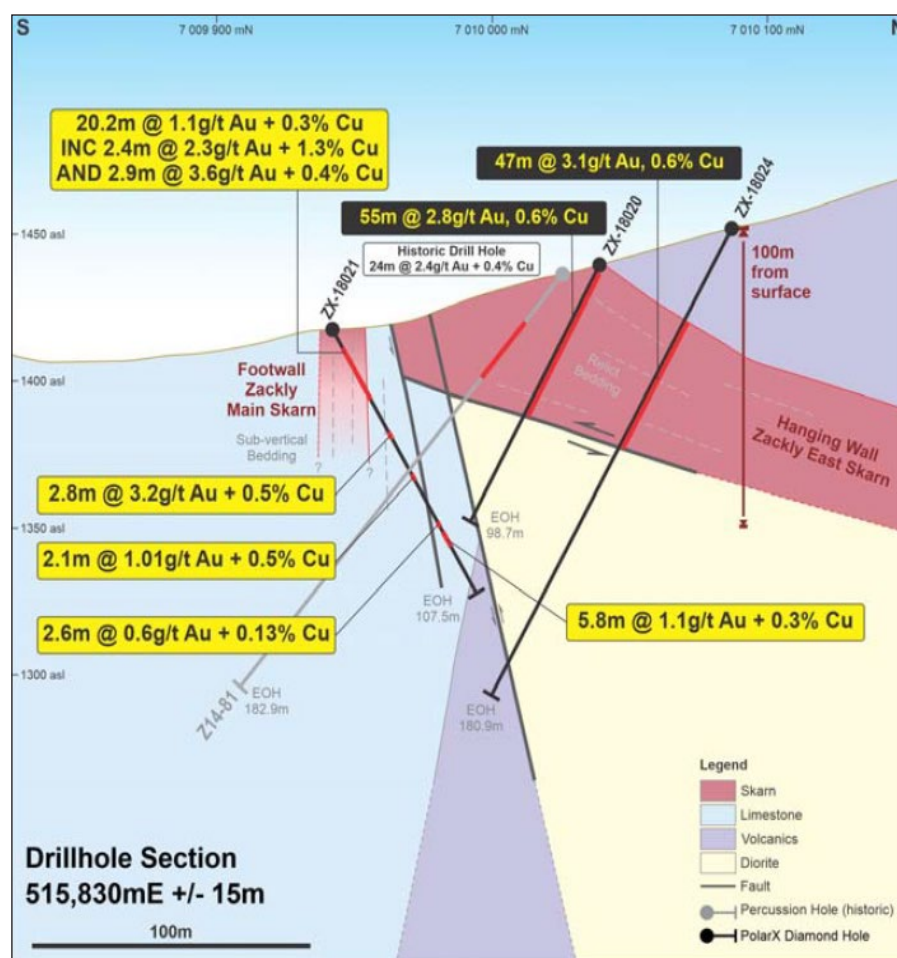 S
7 009 900 mN
7 010 000 mN
7 010 100 mN
N
20.2m @ 1.1g/t Au + 0.3% Cu
INC 2.4m @ 2.3g/t Au + 1.3% Cu
AND 2.9m @ 3.6g/t Au + 0.4% Cu
47m @ 3.1g/t Au, 0.6% Cu
ZX-18024
55m @ 2.8g/t Au, 0.6% Cu
ZX-18020
1450 asl
Historic Drill Hole
24m @ 2.4g/t Au + 0.4% Cu
100m
from
surface
ZX-18021
1400 asl
Footwall
Zackly
Main Skarn
Relict
Bedding
Hanging Wall
Zackly East Skarn
Sub-vertical
Bedding
?
?
2.8m @ 3.2g/t Au + 0.5% Cu
1350 asl
EOH
98.7m
2.1m @ 1.01g/t Au + 0.5% Cu
EOH
107.5m
2.6m @ 0.6g/t Au + 0.13% Cu
5.8m @ 1.1g/t Au + 0.3% Cu
1300 asl
Z14-81
EOH
182.9m
EOH
180.9m
Legend
Skarn
Limestone
Volcanics
Diorite
Fault
Percussion Hole (historic)
PolarX Diamond Hole
Drillhole Section
515,830mE +/- 15m
100m